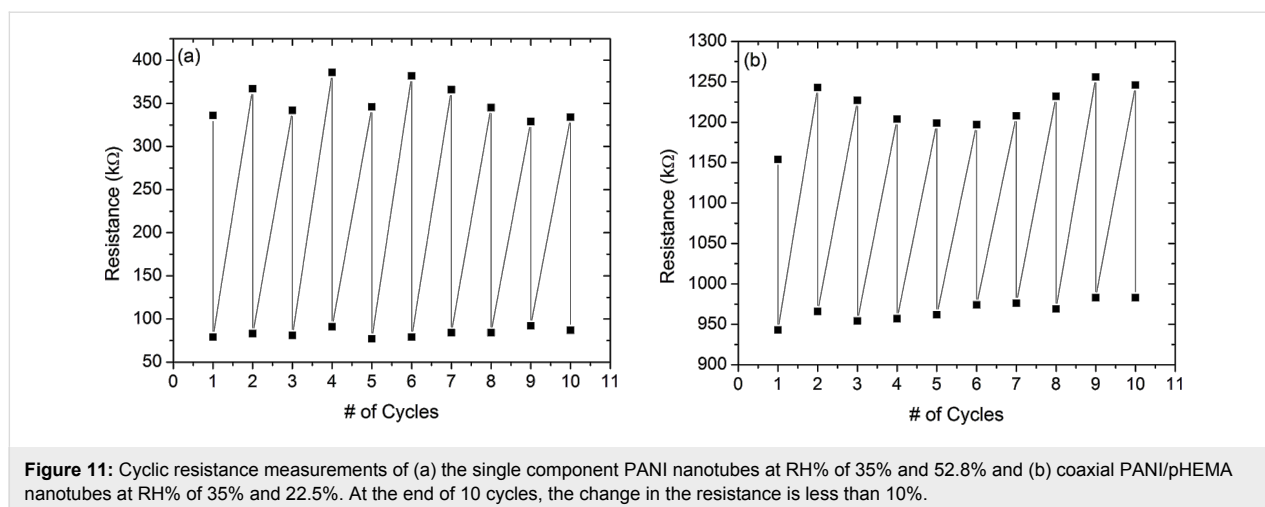 (a)
400
350
300
250
200
150
100
50
Resistance (kΩ)
0 1 2 3 4 5 6 7 8 9 10 11
# of Cycles
(b)
1300
1250
1200
1150
1100
1050
1000
950
900
Resistance (kΩ)
0 1 2 3 4 5 6 7 8 9 10 11
# of Cycles
Figure 11: Cyclic resistance measurements of (a) the single component PANI nanotubes at RH% of 35% and 52.8% and (b) coaxial PANI/pHEMA
nanotubes at RH% of 35% and 22.5%. At the end of 10 cycles, the change in the resistance is less than 10%.